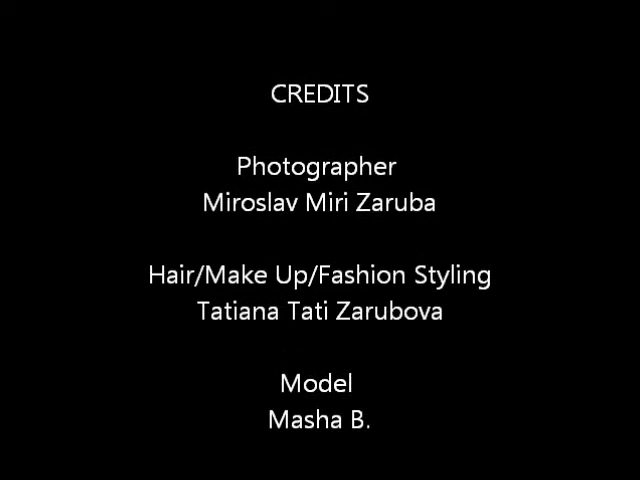 CREDITS
Photographer
Miroslav Miri Zaruba
Hair/Make Up/Fashion Styling
Tatiana Tati Zarubova
Model
Masha B.